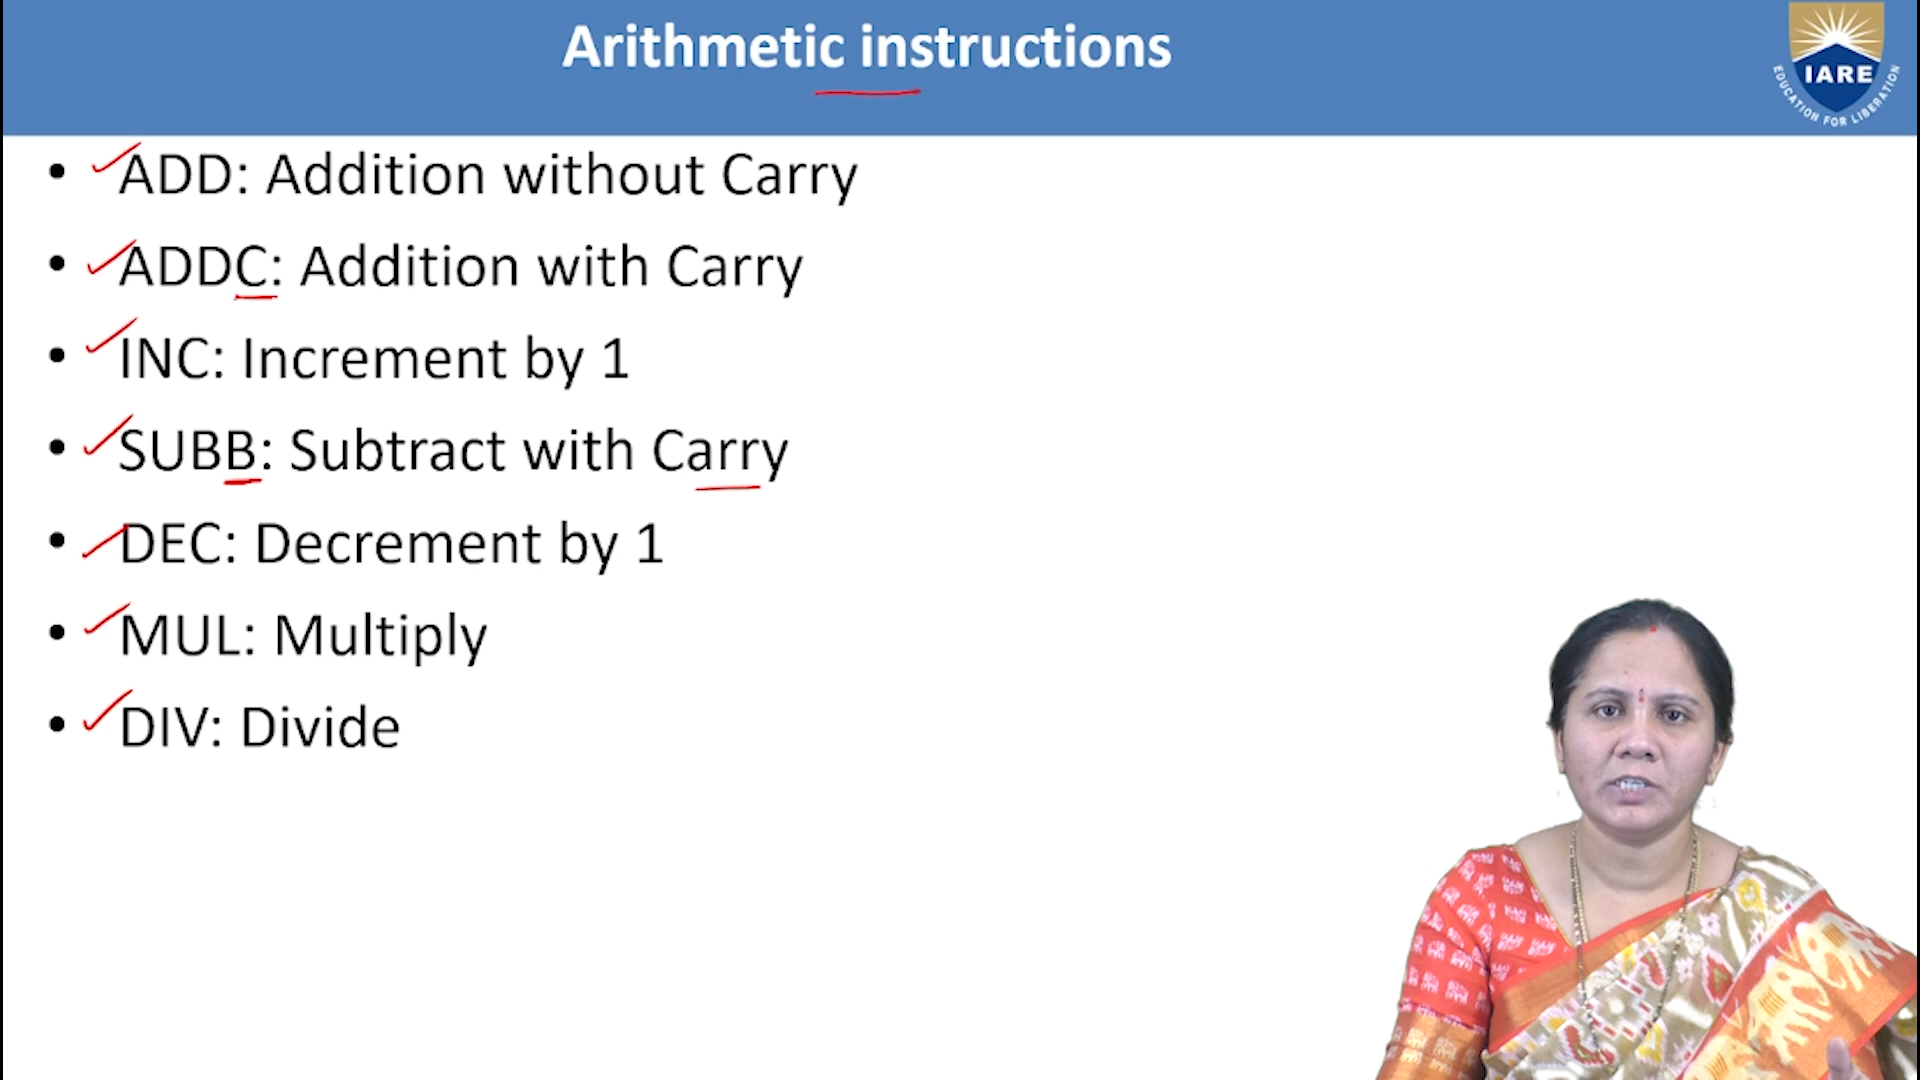 Arithmetic instructions
IARE
EDUCATION FOR LIBERATION
• ADD: Addition without Carry
• ADDC: Addition with Carry
• INC: Increment by 1
• SUBB: Subtract with Carry
• DEC: Decrement by 1
• MUL: Multiply
• DIV: Divide